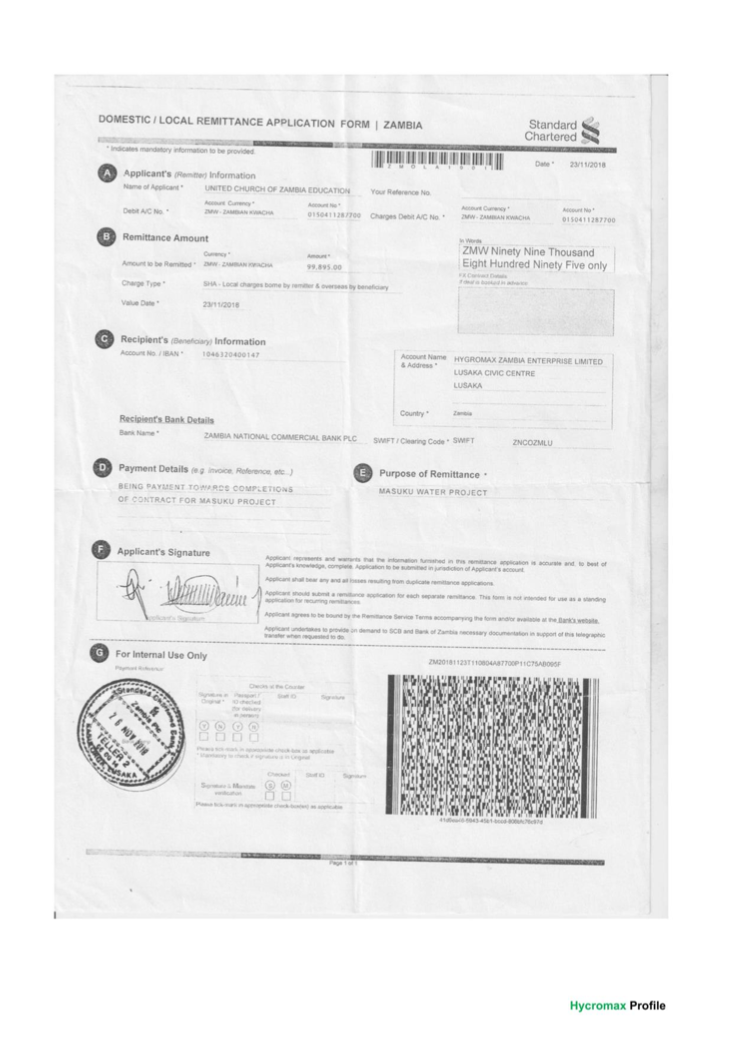 DOMESTIC / LOCAL REMITTANCE APPLICATION FORM | ZAMBIA
Standard Chartered
* Indicates mandatory information to be provided.
Date * 23/11/2018
A Applicant's (Remitter) Information
Name of Applicant * UNITED CHURCH OF ZAMBIA EDUCATION Your Reference No.
Account Currency * Account No * Account Currency * Account No *
Debit A/C No. * ZMW - ZAMBIAN KWACHA 0150411287700 Charges Debit A/C No. * ZMW - ZAMBIAN KWACHA 0150411287700
B Remittance Amount
In Words
Currency * Amount *
ZMW Ninety Nine Thousand
Eight Hundred Ninety Five only
Amount to be Remitted * ZMW - ZAMBIAN KWACHA 99,895.00
FX Contract Details
Charge Type * SHA - Local charges borne by remitter & overseas by beneficiary
Value Date * 23/11/2018
C Recipient's (Beneficiary) Information
Account No. / IBAN * 1046320400147
Account Name & Address * HYGROMAX ZAMBIA ENTERPRISE LIMITED
LUSAKA CIVIC CENTRE
LUSAKA
Country * Zambia
Recipient's Bank Details
Bank Name * ZAMBIA NATIONAL COMMERCIAL BANK PLC SWIFT / Clearing Code * SWIFT ZNCOZMLU
D Payment Details (e.g. Invoice, Reference, etc..)
E Purpose of Remittance *
BEING PAYMENT TOWARDS COMPLETIONS
OF CONTRACT FOR MASUKU PROJECT
MASUKU WATER PROJECT
F Applicant's Signature
Applicant represents and warrants that the information furnished in this remittance application is accurate and, to best of
Applicant's knowledge, complete. Application to be submitted in jurisdiction of Applicant's account.
Applicant shall bear any and all losses resulting from duplicate remittance applications.
Applicant should submit a remittance application for each separate remittance. This form is not intended for use as a standing
application for recurring remittances.
Applicant agrees to be bound by the Remittance Service Terms accompanying the form and/or available at the Bank's website.
Applicant undertakes to provide on demand to SCB and Bank of Zambia necessary documentation in support of this telegraphic
transfer when requested to do.
Applicant's Signature
G For Internal Use Only
Payment Reference
Checks at the Counter
Signature in Original * Passport / ID checked (for delivery in person) Staff ID Signature
Y N Y N
Please tick mark in appropriate check-box as applicable
* Mandatory to check if signature is in Original
Checked Staff ID Signature
Signature & Mandate verification
Please tick mark in appropriate check-box(es) as applicable
Standard Chartered Bank
Zambia Plc
26 NOV 2018
TELLER 2
LUSAKA
Page 1 of 1
Hycromax Profile